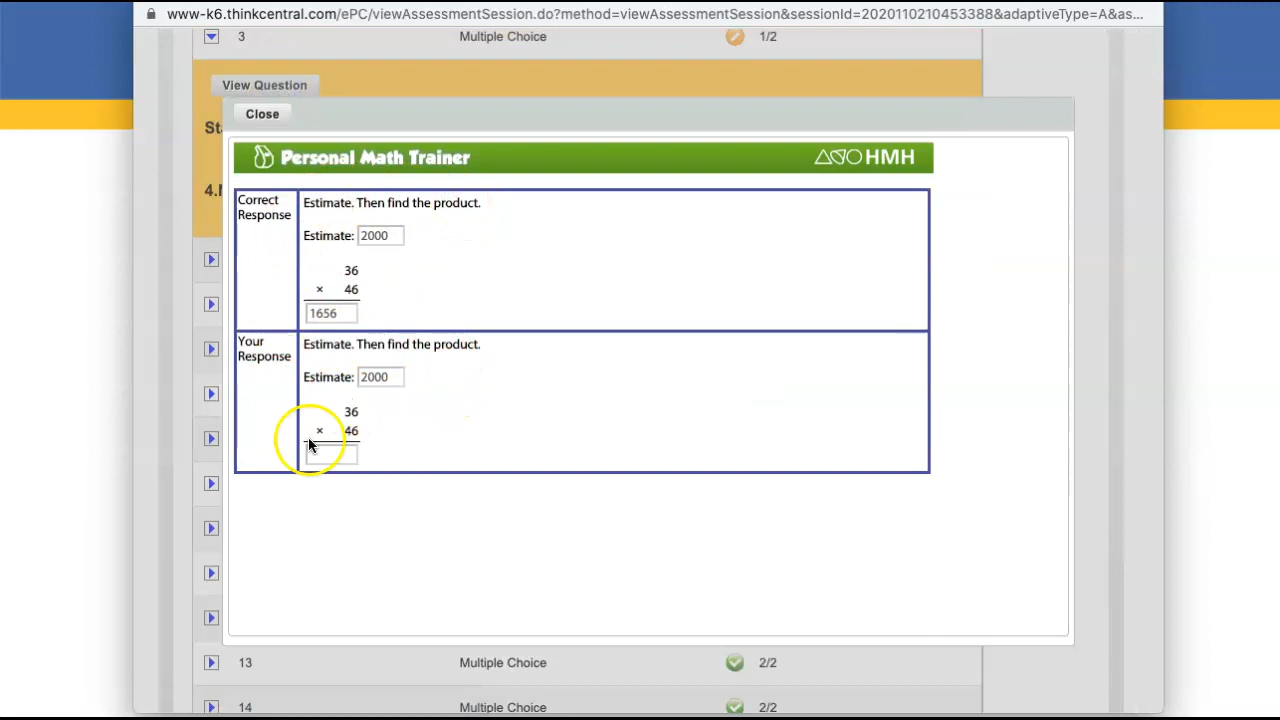 www-k6.thinkcentral.com/ePC/viewAssessmentSession.do?method=viewAssessmentSession&sessionId=2020110210453388&adaptiveType=A&as...
3 Multiple Choice 1/2
View Question
Close
Personal Math Trainer HMH
Correct Response
Estimate. Then find the product.
Estimate: 2000
36
× 46
1656
Your Response
Estimate. Then find the product.
Estimate: 2000
36
× 46
13 Multiple Choice 2/2
14 Multiple Choice 2/2